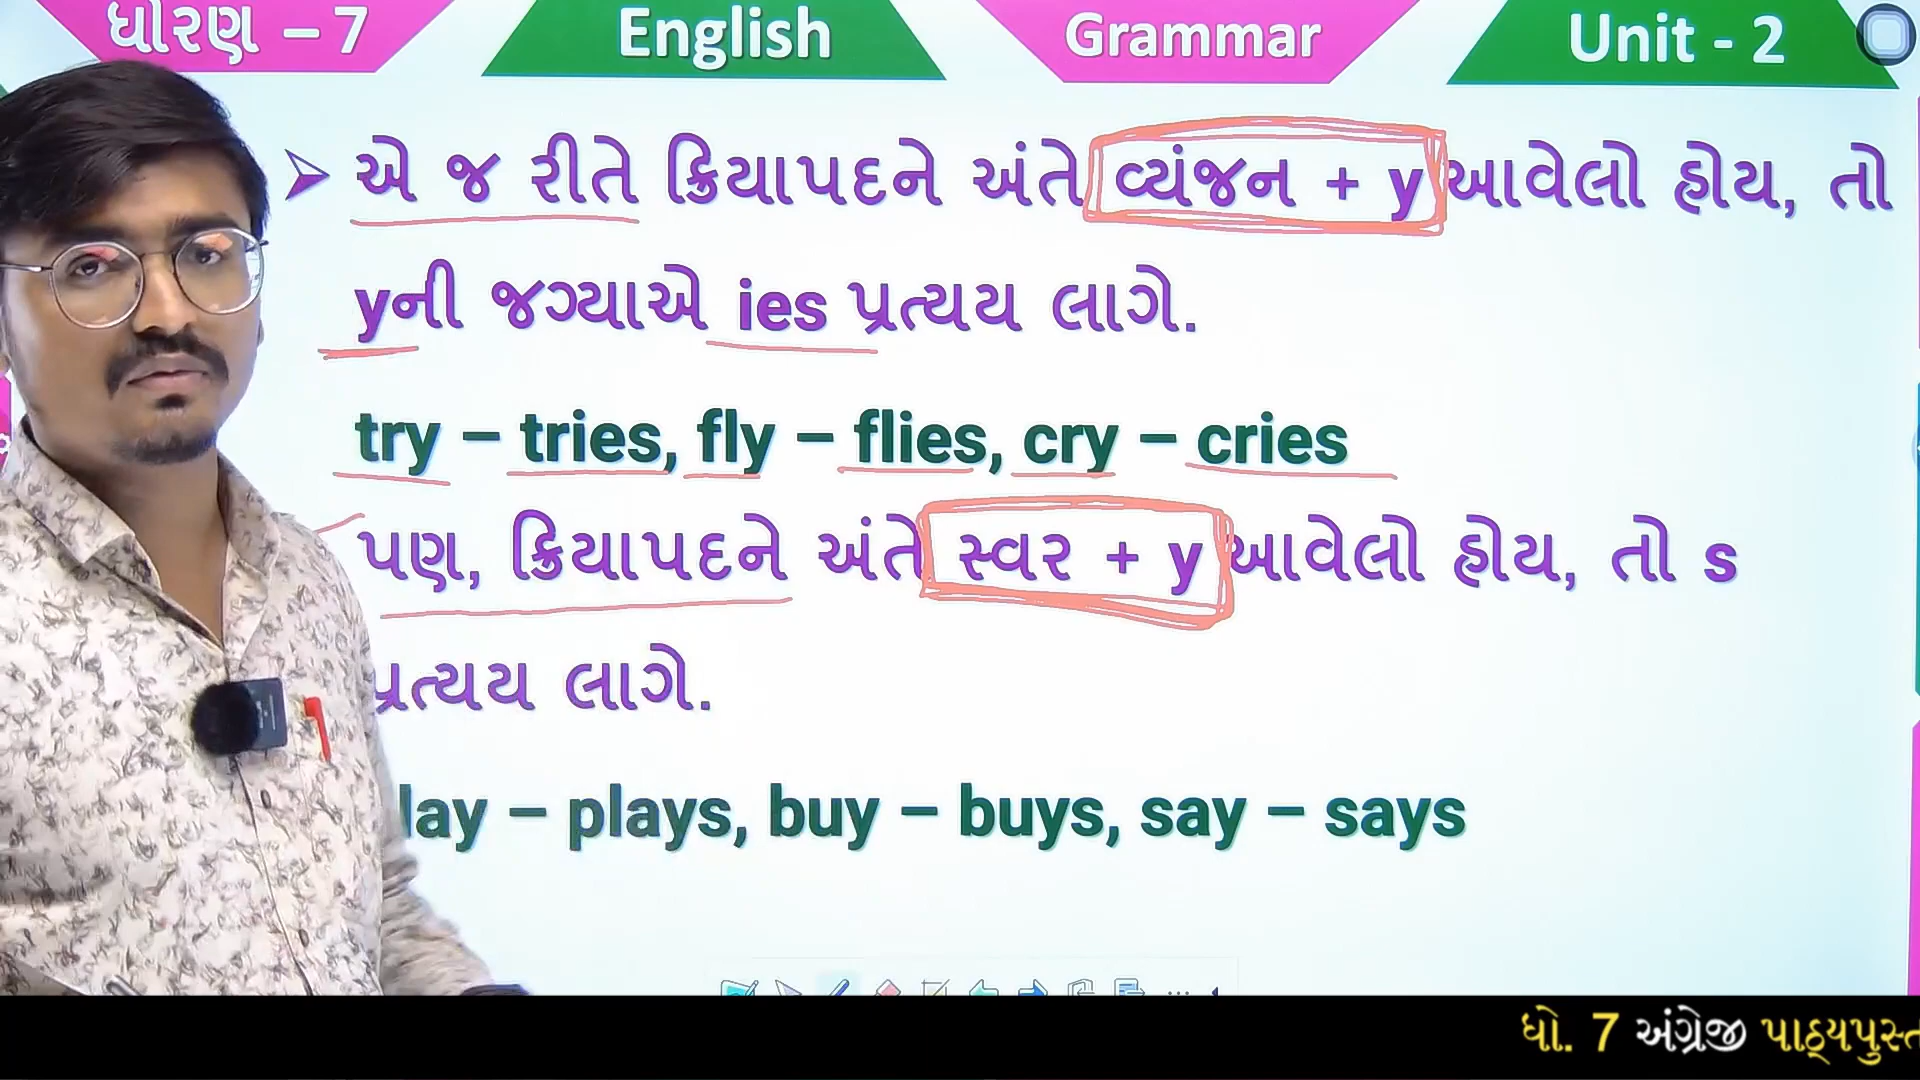 ધોરણ – 7
English
Grammar
Unit - 2
➢ એ જ રીતે ક્રિયાપદને અંતે વ્યંજન + y આવેલો હોય, તો
yની જગ્યાએ ies પ્રત્યય લાગે.
try – tries, fly – flies, cry – cries
પણ, ક્રિયાપદને અંતે સ્વર + y આવેલો હોય, તો s
પ્રત્યય લાગે.
lay – plays, buy – buys, say – says
ધો. 7 અંગ્રેજી પાઠ્યપુસ્ત